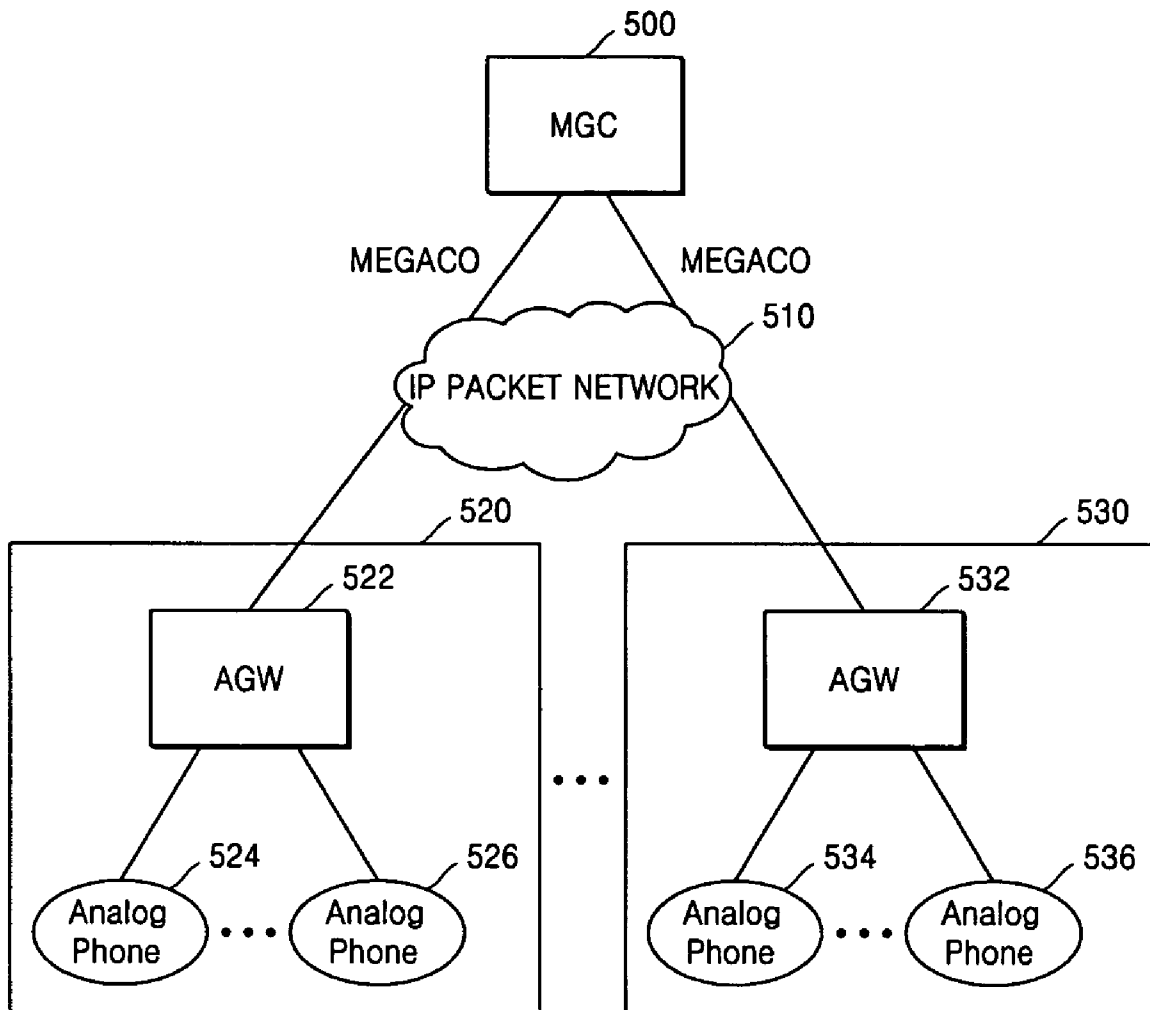 500
MGC
MEGACO MEGACO
510
IP PACKET NETWORK
520 530
522 532
AGW AGW
524 526 534 536
Analog Phone Analog Phone Analog Phone Analog Phone